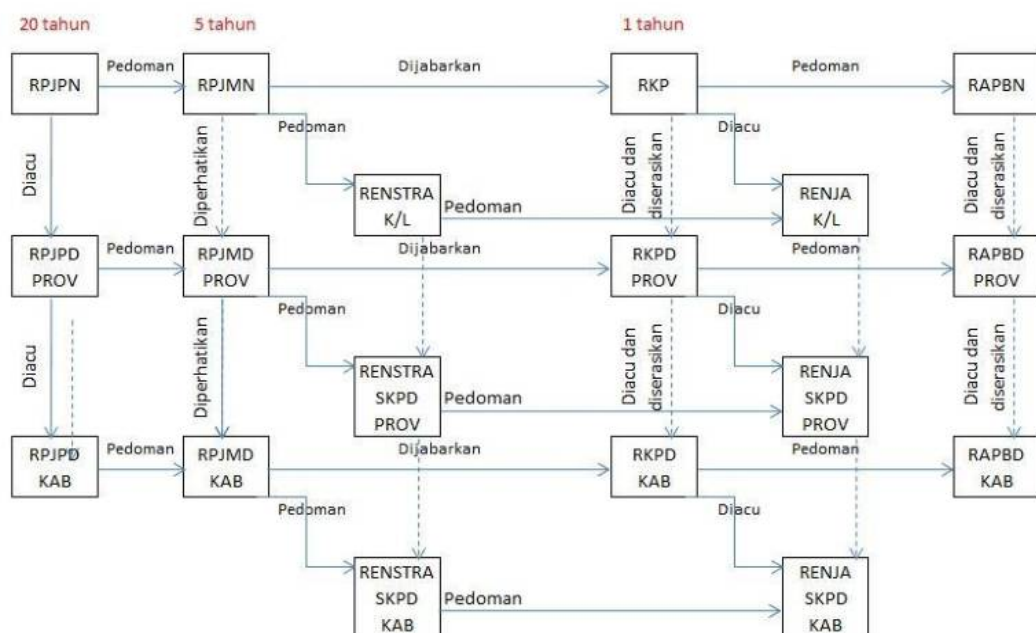 20 tahun
5 tahun
1 tahun
RPJPN
Pedoman
RPJMN
Dijabarkan
RKP
Pedoman
RAPBN
Diacu
Diperhatikan
Pedoman
RENSTRA
K/L
Pedoman
Diacu dan
diserasikan
Diacu
RENJA
K/L
Diacu dan
diserasikan
RPJPD
PROV
Pedoman
RPJMD
PROV
Dijabarkan
RKPD
PROV
Pedoman
RAPBD
PROV
Diacu
Diperhatikan
Pedoman
RENSTRA
SKPD
PROV
Pedoman
Diacu dan
diserasikan
Diacu
RENJA
SKPD
PROV
Diacu dan
diserasikan
RPJPD
KAB
Pedoman
RPJMD
KAB
Dijabarkan
RKPD
KAB
Pedoman
RAPBD
KAB
Pedoman
RENSTRA
SKPD
KAB
Pedoman
Diacu
RENJA
SKPD
KAB